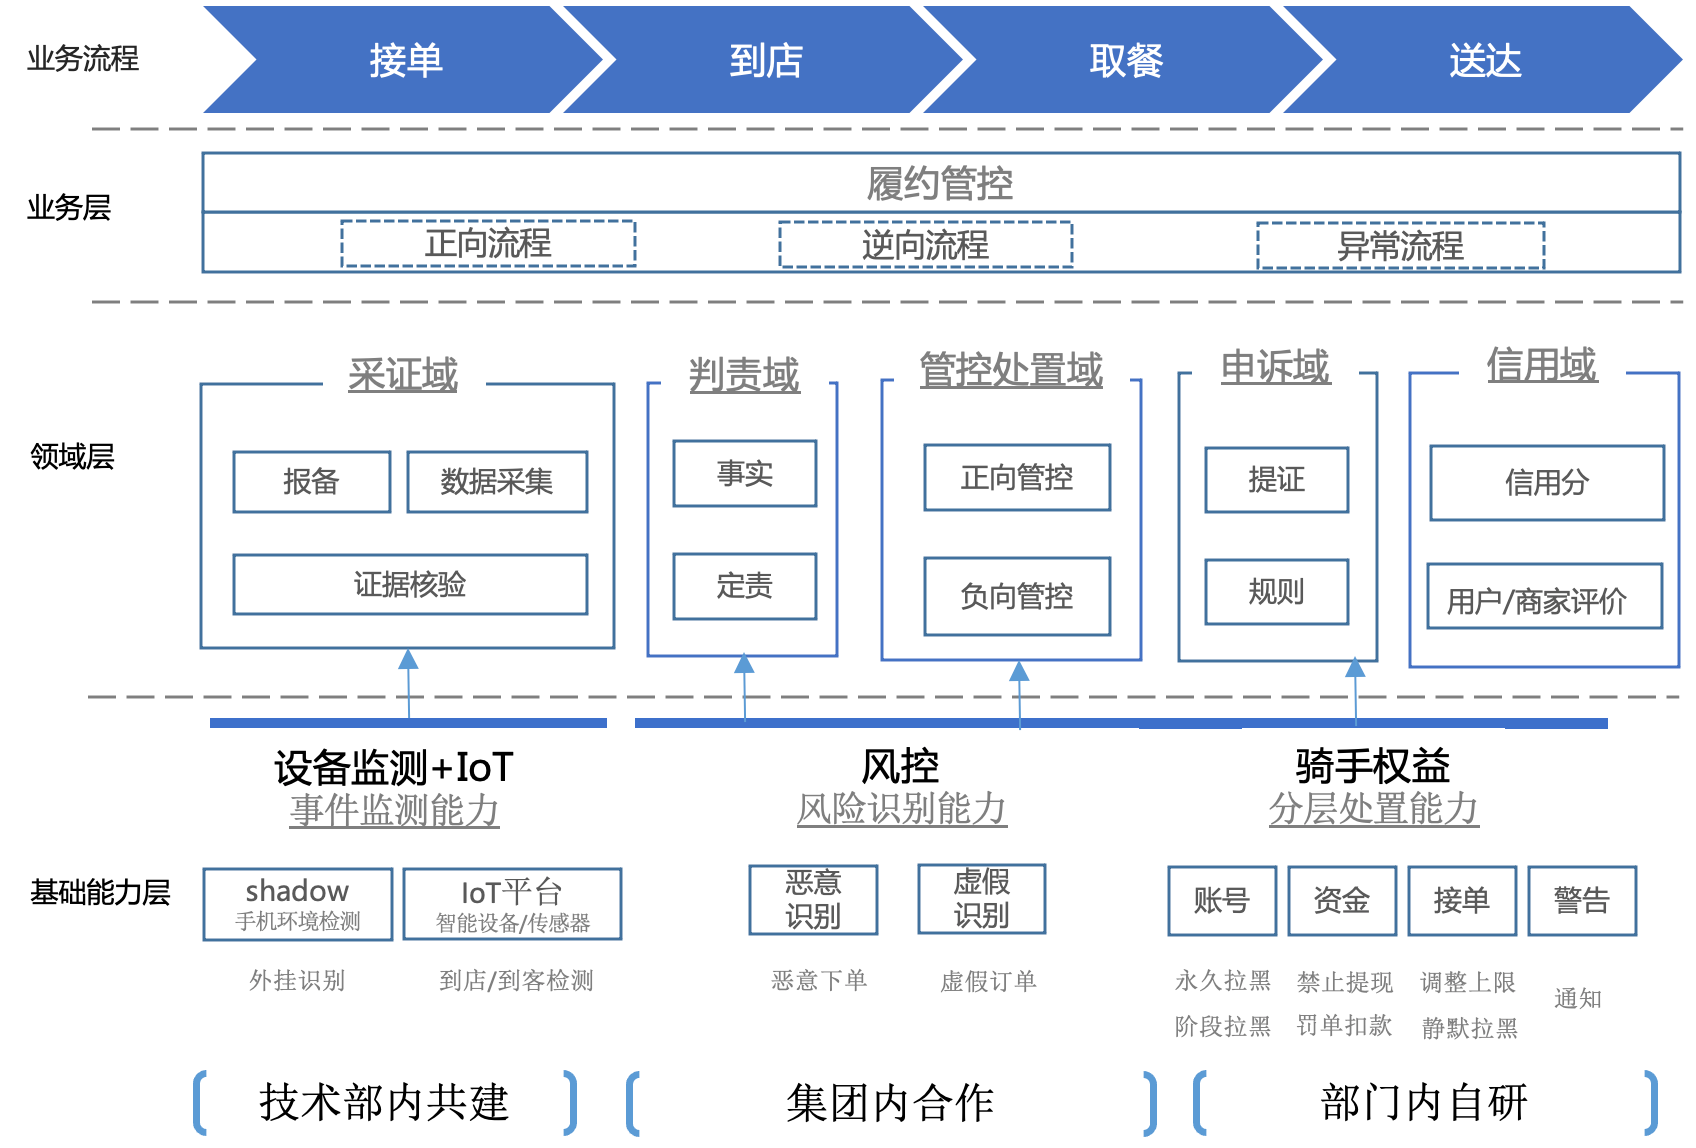 业务流程
接单
到店
取餐
送达
业务层
履约管控
正向流程
逆向流程
异常流程
领域层
采证域
判责域
管控处置域
申诉域
信用域
报备
数据采集
证据核验
事实
定责
正向管控
负向管控
提证
规则
信用分
用户/商家评价
设备监测+IoT
事件监测能力
风控
风险识别能力
骑手权益
分层处置能力
基础能力层
shadow
手机环境检测
IoT平台
智能设备/传感器
恶意
识别
虚假
识别
账号
资金
接单
警告
外挂识别
到店/到客检测
恶意下单
虚假订单
永久拉黑
阶段拉黑
禁止提现
罚单扣款
调整上限
静默拉黑
通知
技术部内共建
集团内合作
部门内自研